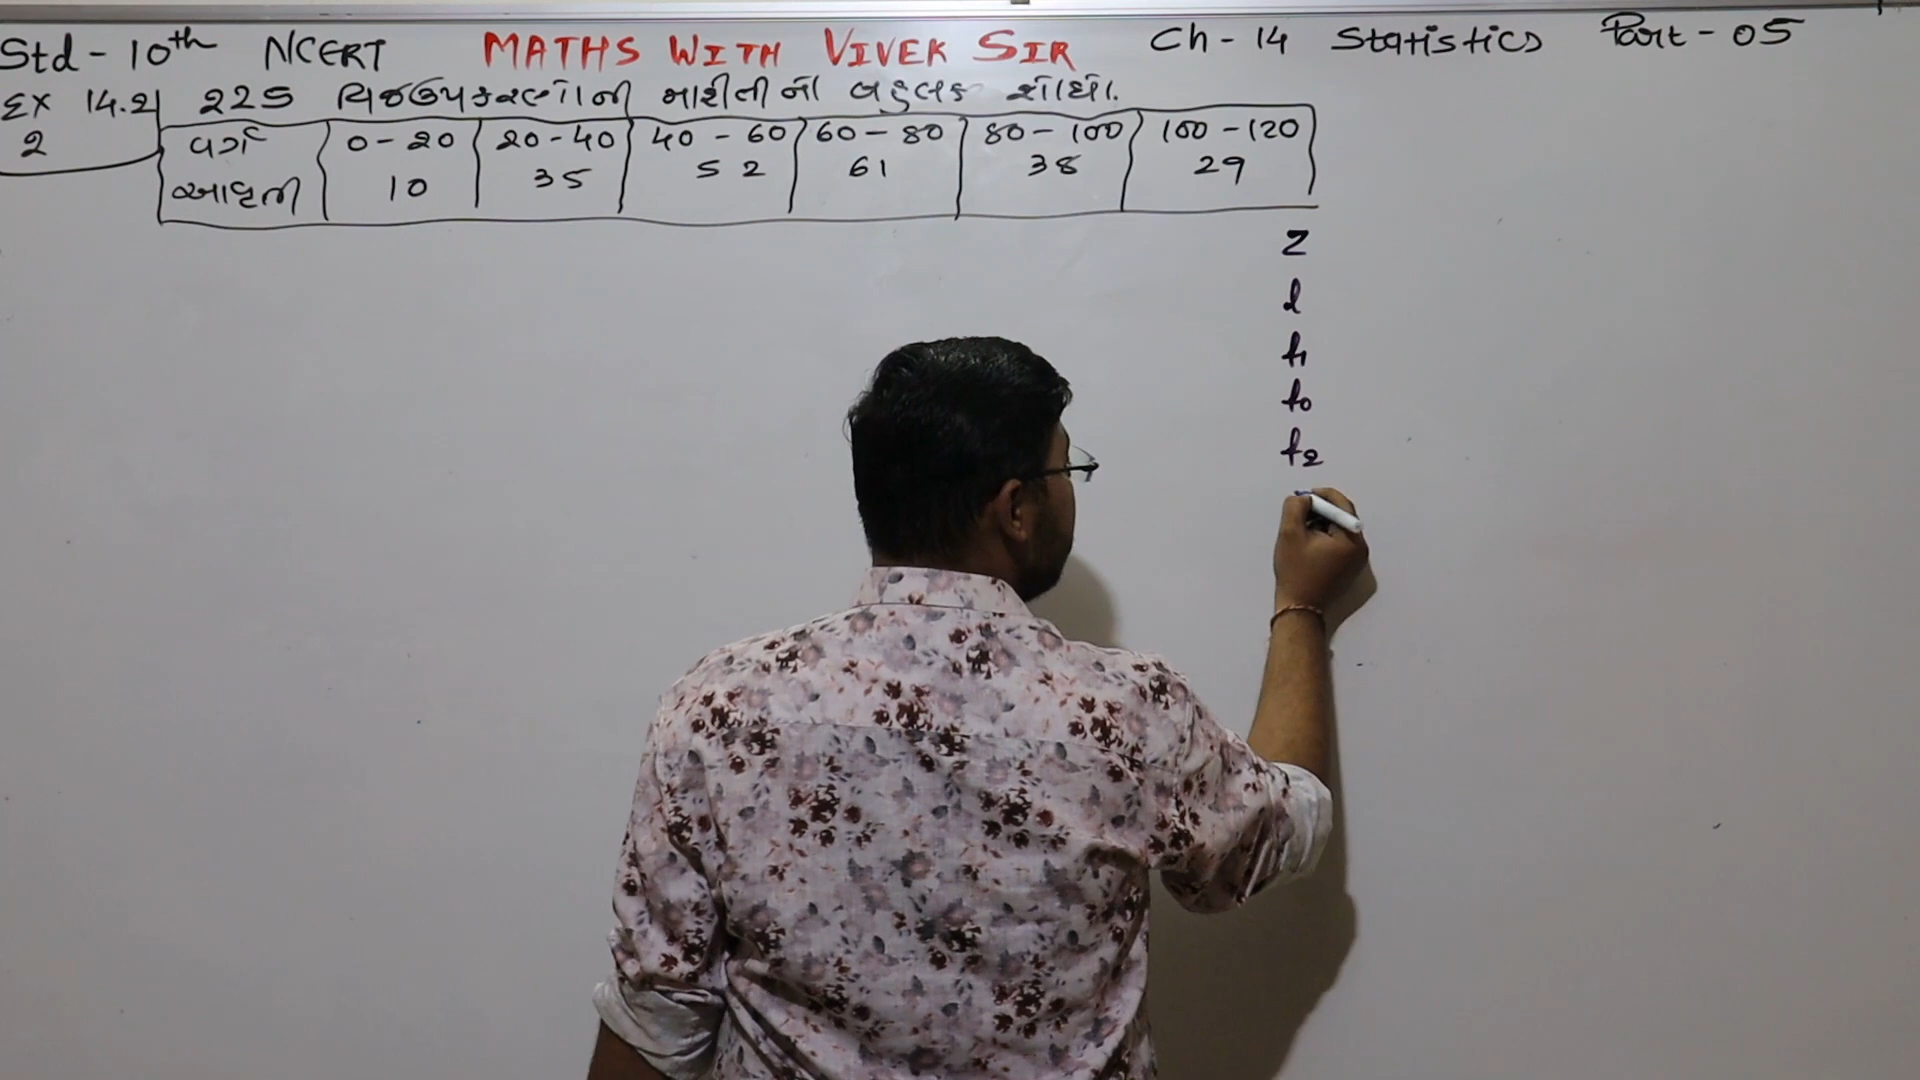 Std - 10th NCERT MATHS WITH VIVEK SIR Ch - 14 Statistics Part - 05
Ex 14.2 225 વિજઉપકરણોની માહીતીનો બહુલક શોધો.
2 વર્ગ 0 - 20 20 - 40 40 - 60 60 - 80 80 - 100 100 - 120
આવૃત્તી 10 35 52 61 38 29
Z
l
f1
f0
f2